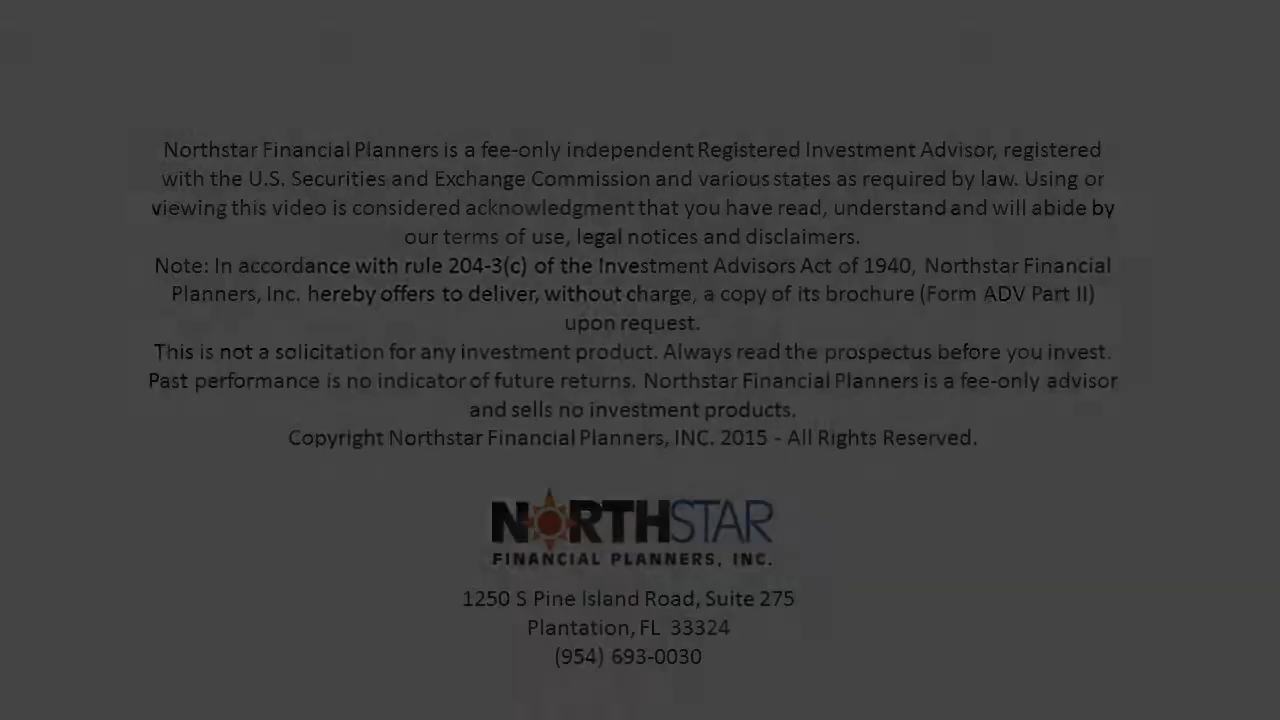 Northstar Financial Planners is a fee-only independent Registered Investment Advisor, registered
with the U.S. Securities and Exchange Commission and various states as required by law. Using or
viewing this video is considered acknowledgment that you have read, understand and will abide by
our terms of use, legal notices and disclaimers.
Note: In accordance with rule 204-3(c) of the Investment Advisors Act of 1940, Northstar Financial
Planners, Inc. hereby offers to deliver, without charge, a copy of its brochure (Form ADV Part II)
upon request.
This is not a solicitation for any investment product. Always read the prospectus before you invest.
Past performance is no indicator of future returns. Northstar Financial Planners is a fee-only advisor
and sells no investment products.
Copyright Northstar Financial Planners, INC. 2015 - All Rights Reserved.
NORTHSTAR
FINANCIAL PLANNERS, INC.
1250 S Pine Island Road, Suite 275
Plantation, FL 33324
(954) 693-0030